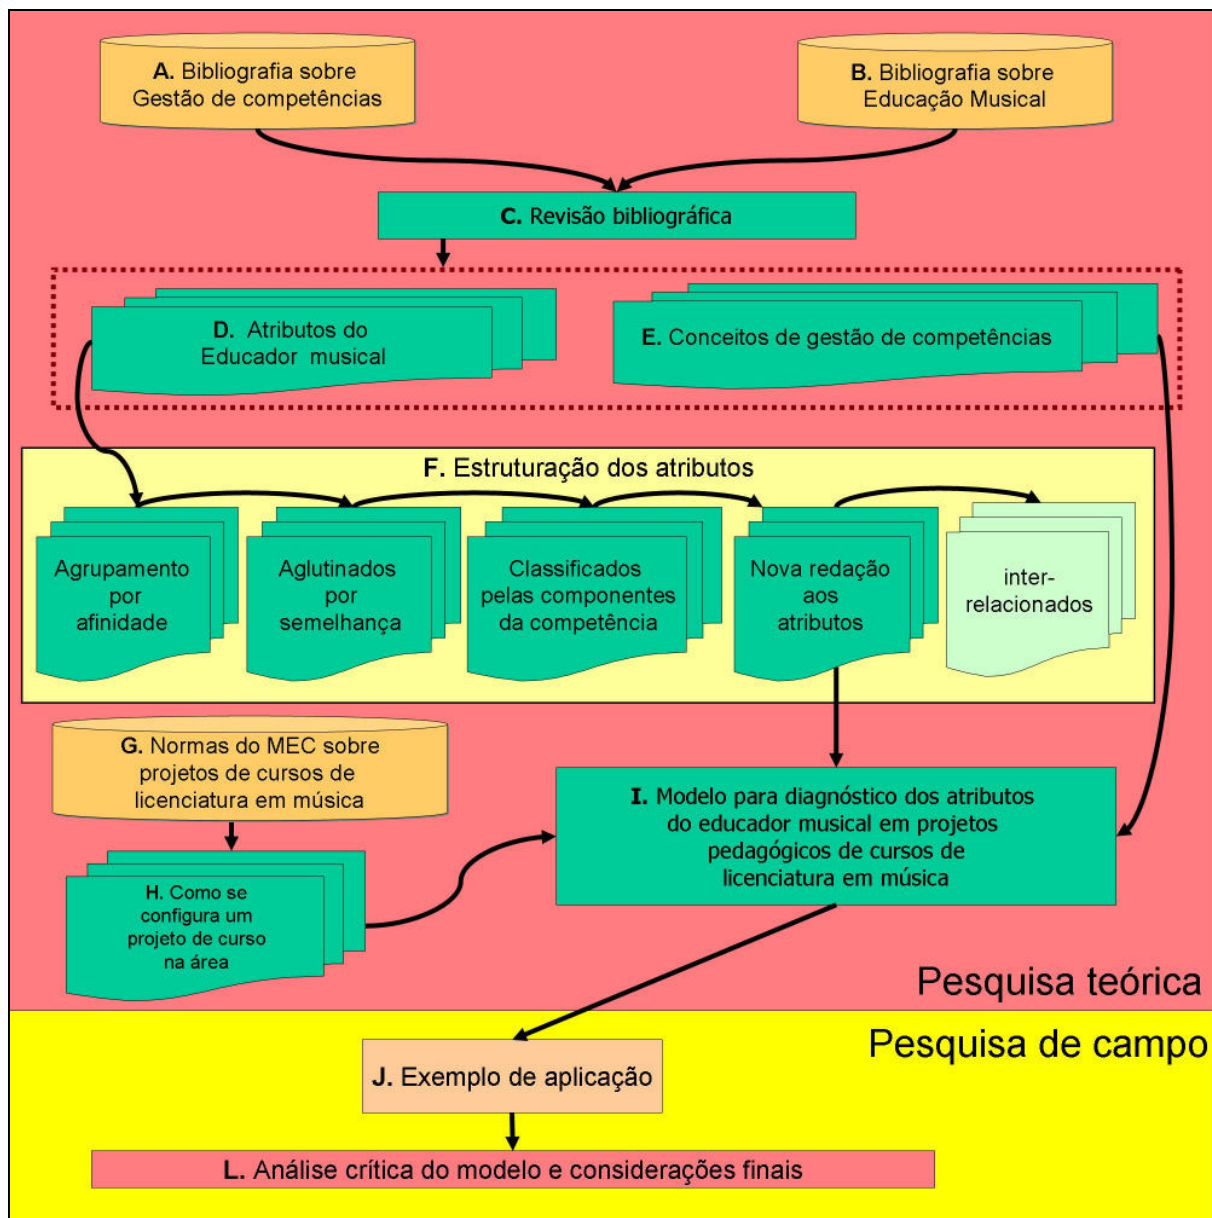 A. Bibliografia sobre
Gestão de competências
B. Bibliografia sobre
Educação Musical
C. Revisão bibliográfica
D. Atributos do
Educador musical
E. Conceitos de gestão de competências
F. Estruturação dos atributos
Agrupamento
por
afinidade
Aglutinados
por
semelhança
Classificados
pelas componentes
da competência
Nova redação
aos
atributos
inter-
relacionados
G. Normas do MEC sobre
projetos de cursos de
licenciatura em música
H. Como se
configura um
projeto de curso
na área
I. Modelo para diagnóstico dos atributos
do educador musical em projetos
pedagógicos de cursos de
licenciatura em música
Pesquisa teórica
Pesquisa de campo
J. Exemplo de aplicação
L. Análise crítica do modelo e considerações finais